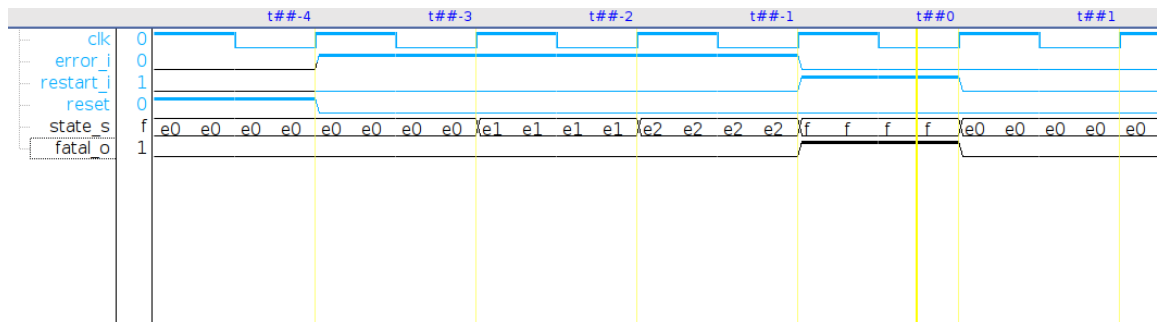 t##-4 t##-3 t##-2 t##-1 t##0 t##1
clk 0
error_i 0
restart_i 1
reset 0
state_s f e0 e0 e0 e0 e0 e0 e0 e0 e1 e1 e1 e1 e2 e2 e2 e2 f f f f e0 e0 e0 e0 e0
fatal_o 1